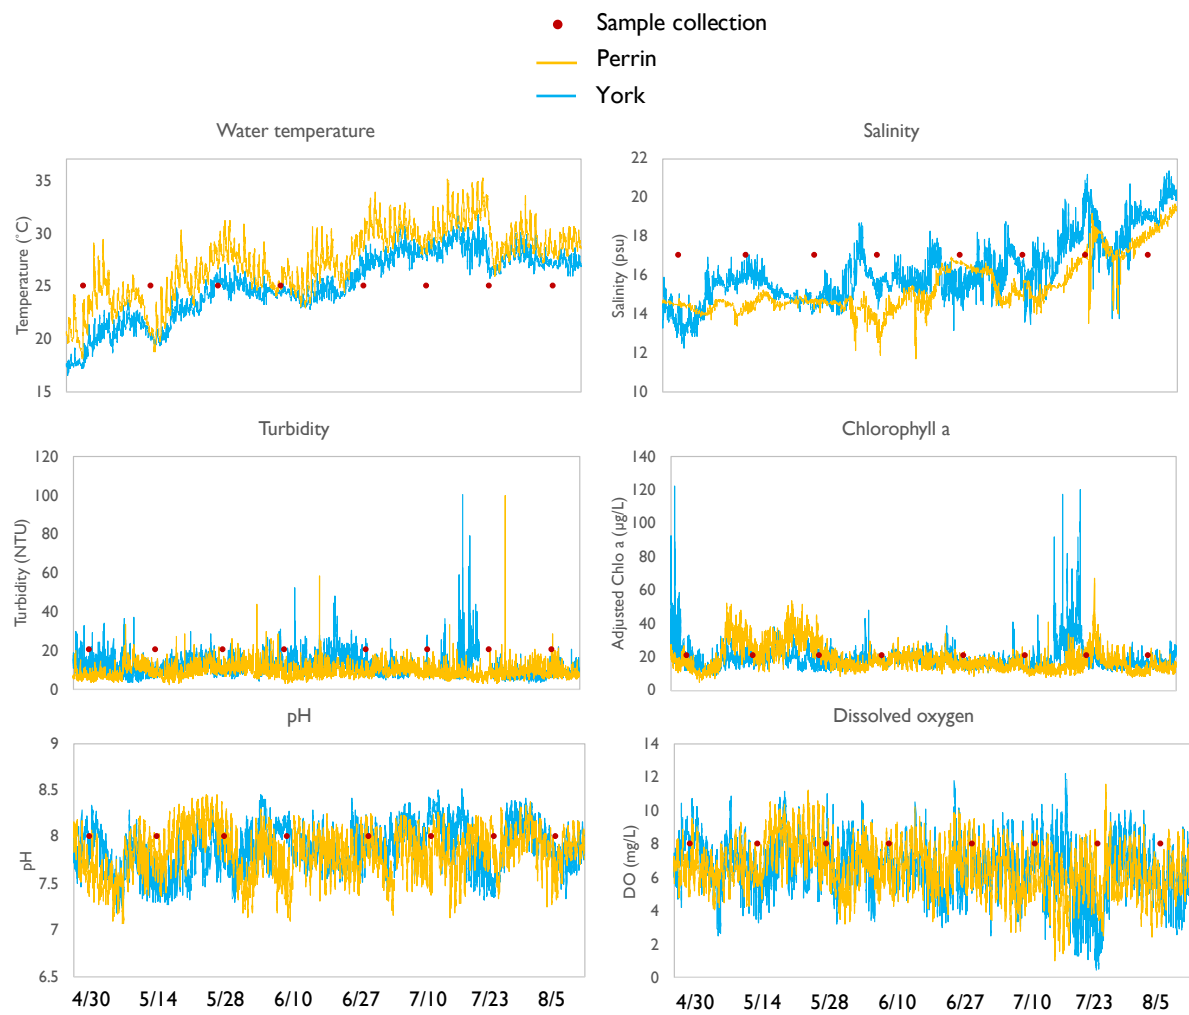 Sample collection
Perrin
York
Water temperature
Salinity
Temperature (˚C)
35
30
25
20
15
Salinity (psu)
22
20
18
16
14
12
10
Turbidity
Chlorophyll a
Turbidity (NTU)
120
100
80
60
40
20
0
Adjusted Chlo a (µg/L)
140
120
100
80
60
40
20
0
pH
Dissolved oxygen
pH
9
8.5
8
7.5
7
6.5
DO (mg/L)
14
12
10
8
6
4
2
0
4/30 5/14 5/28 6/10 6/27 7/10 7/23 8/5
4/30 5/14 5/28 6/10 6/27 7/10 7/23 8/5